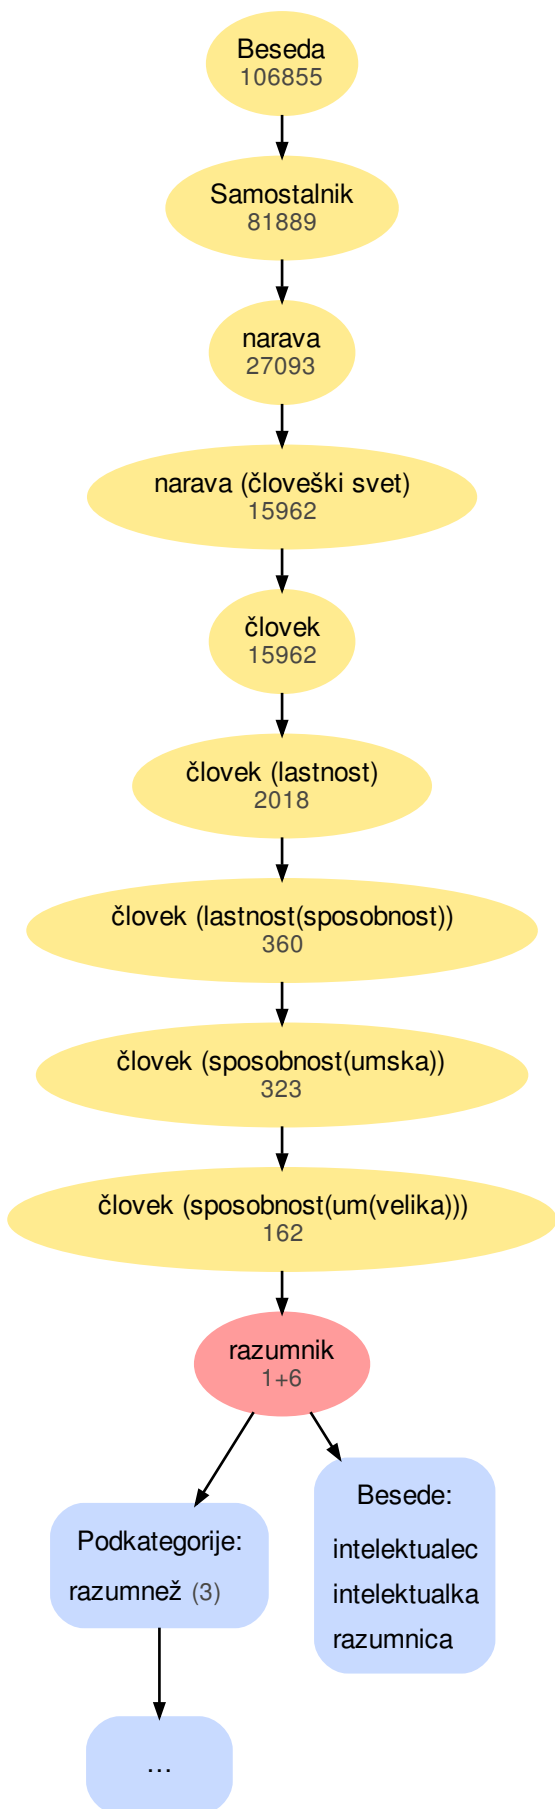 Beseda
106855
Samostalnik
81889
narava
27093
narava (človeški svet)
15962
človek
15962
človek (lastnost)
2018
človek (lastnost(sposobnost))
360
človek (sposobnost(umska))
323
človek (sposobnost(um(velika)))
162
razumnik
1+6
Podkategorije:
razumnež (3)
...
Besede:
intelektualec
intelektualka
razumnica